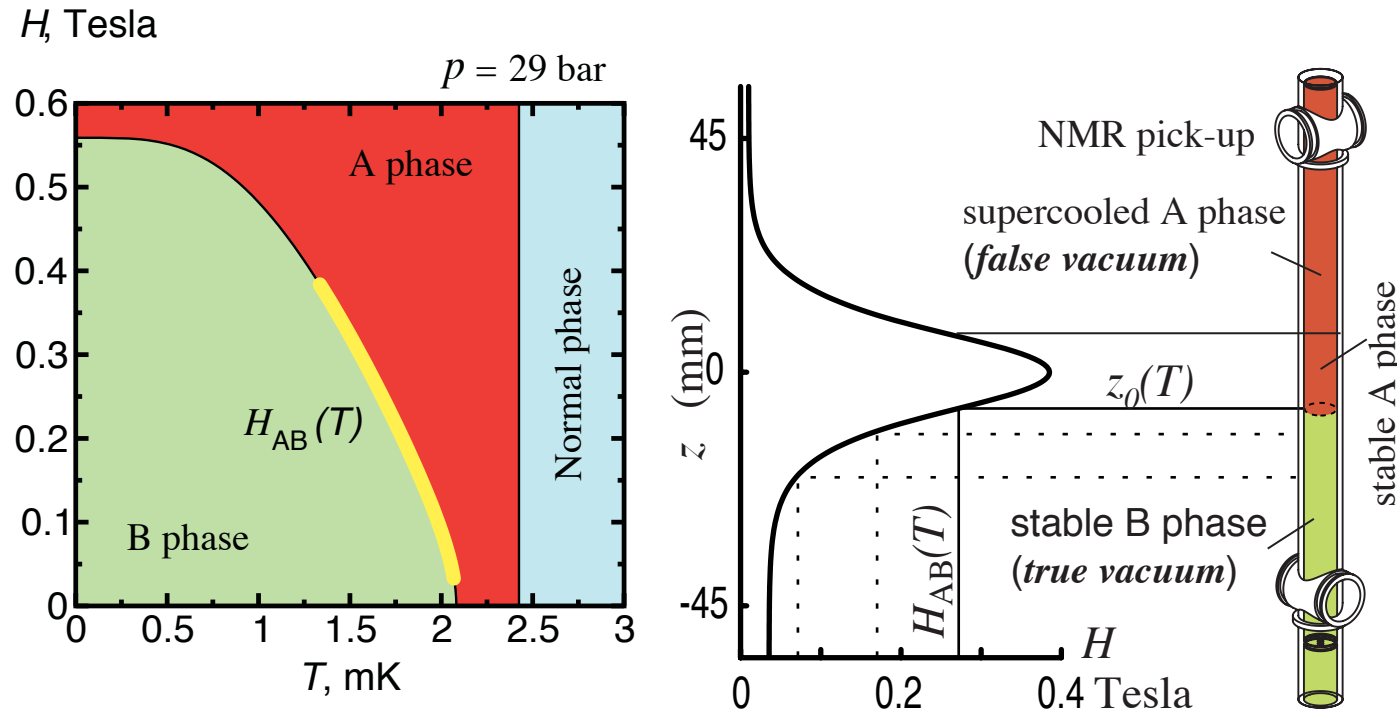 H, Tesla
p = 29 bar
0.6
0.5
0.4
0.3
0.2
0.1
0
A phase
Normal phase
H_AB(T)
B phase
0
0.5
1
1.5
2
2.5
3
T, mK
45
0
-45
z (mm)
NMR pick-up
supercooled A phase
(false vacuum)
z_0(T)
stable A phase
H_AB(T)
stable B phase
(true vacuum)
H
0
0.2
0.4
Tesla